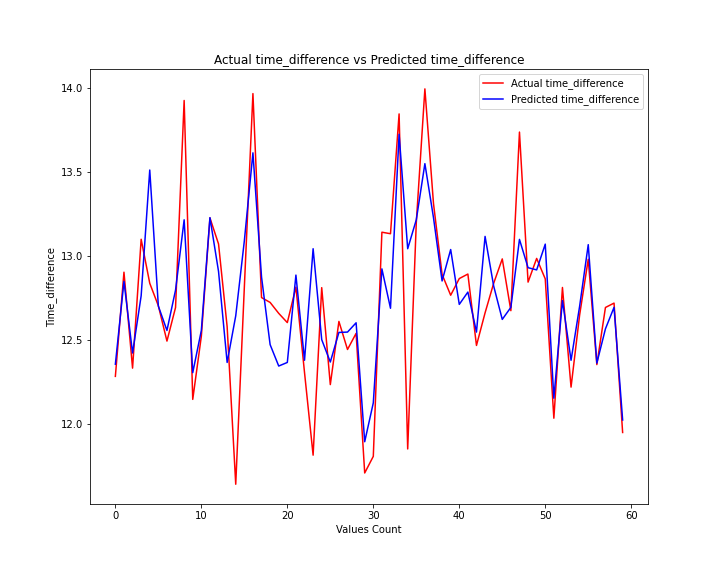 Actual time_difference vs Predicted time_difference
Actual time_difference
Predicted time_difference
14.0
13.5
13.0
12.5
12.0
Time_difference
0 10 20 30 40 50 60
Values Count